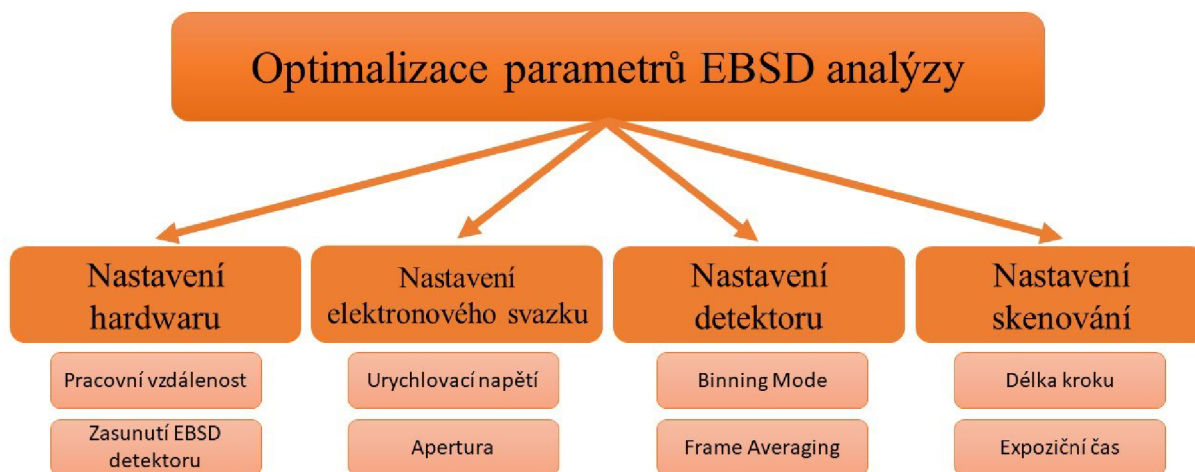 Optimalizace parametrů EBSD analýzy
Nastavení
hardwaru
Pracovní vzdálenost
Zasunutí EBSD
detektoru
Nastavení
elektronového svazku
Urychlovací napětí
Apertura
Nastavení
detektoru
Binning Mode
Frame Averaging
Nastavení
skenování
Délka kroku
Expoziční čas